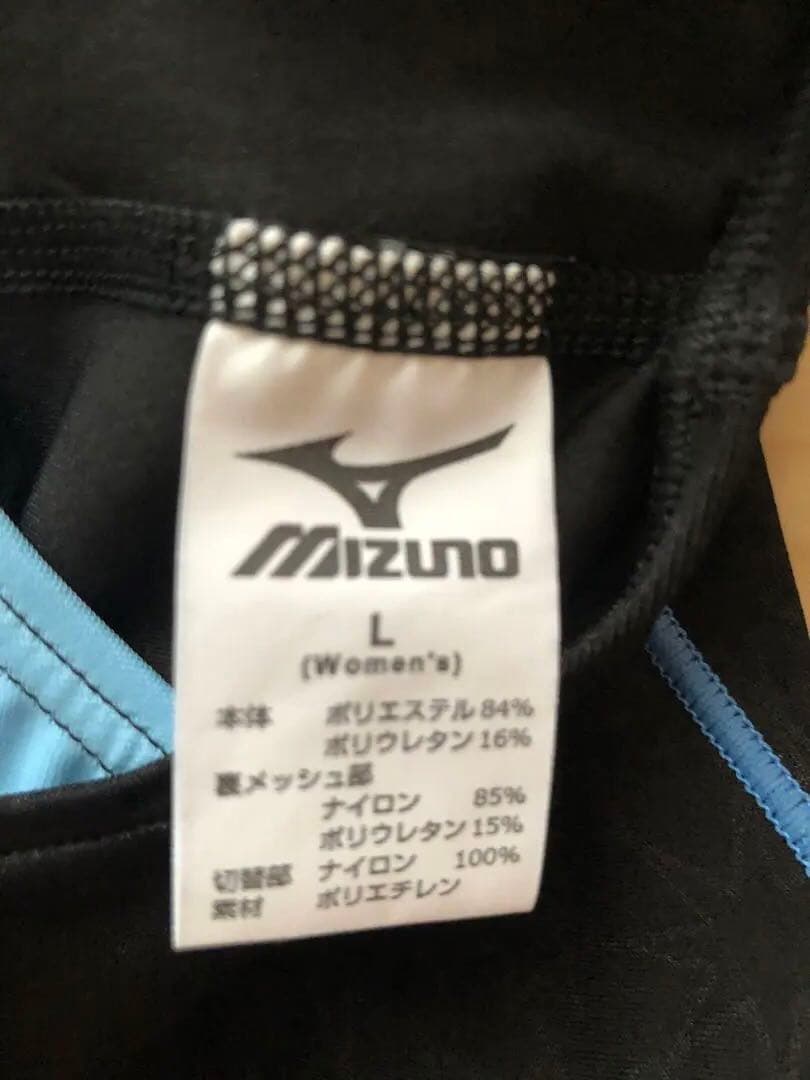 MIZUNO
L
(Women's)
本体 ポリエステル 84%
ポリウレタン 16%
裏メッシュ部
ナイロン 85%
ポリウレタン 15%
切替部 ナイロン 100%
素材 ポリエチレン